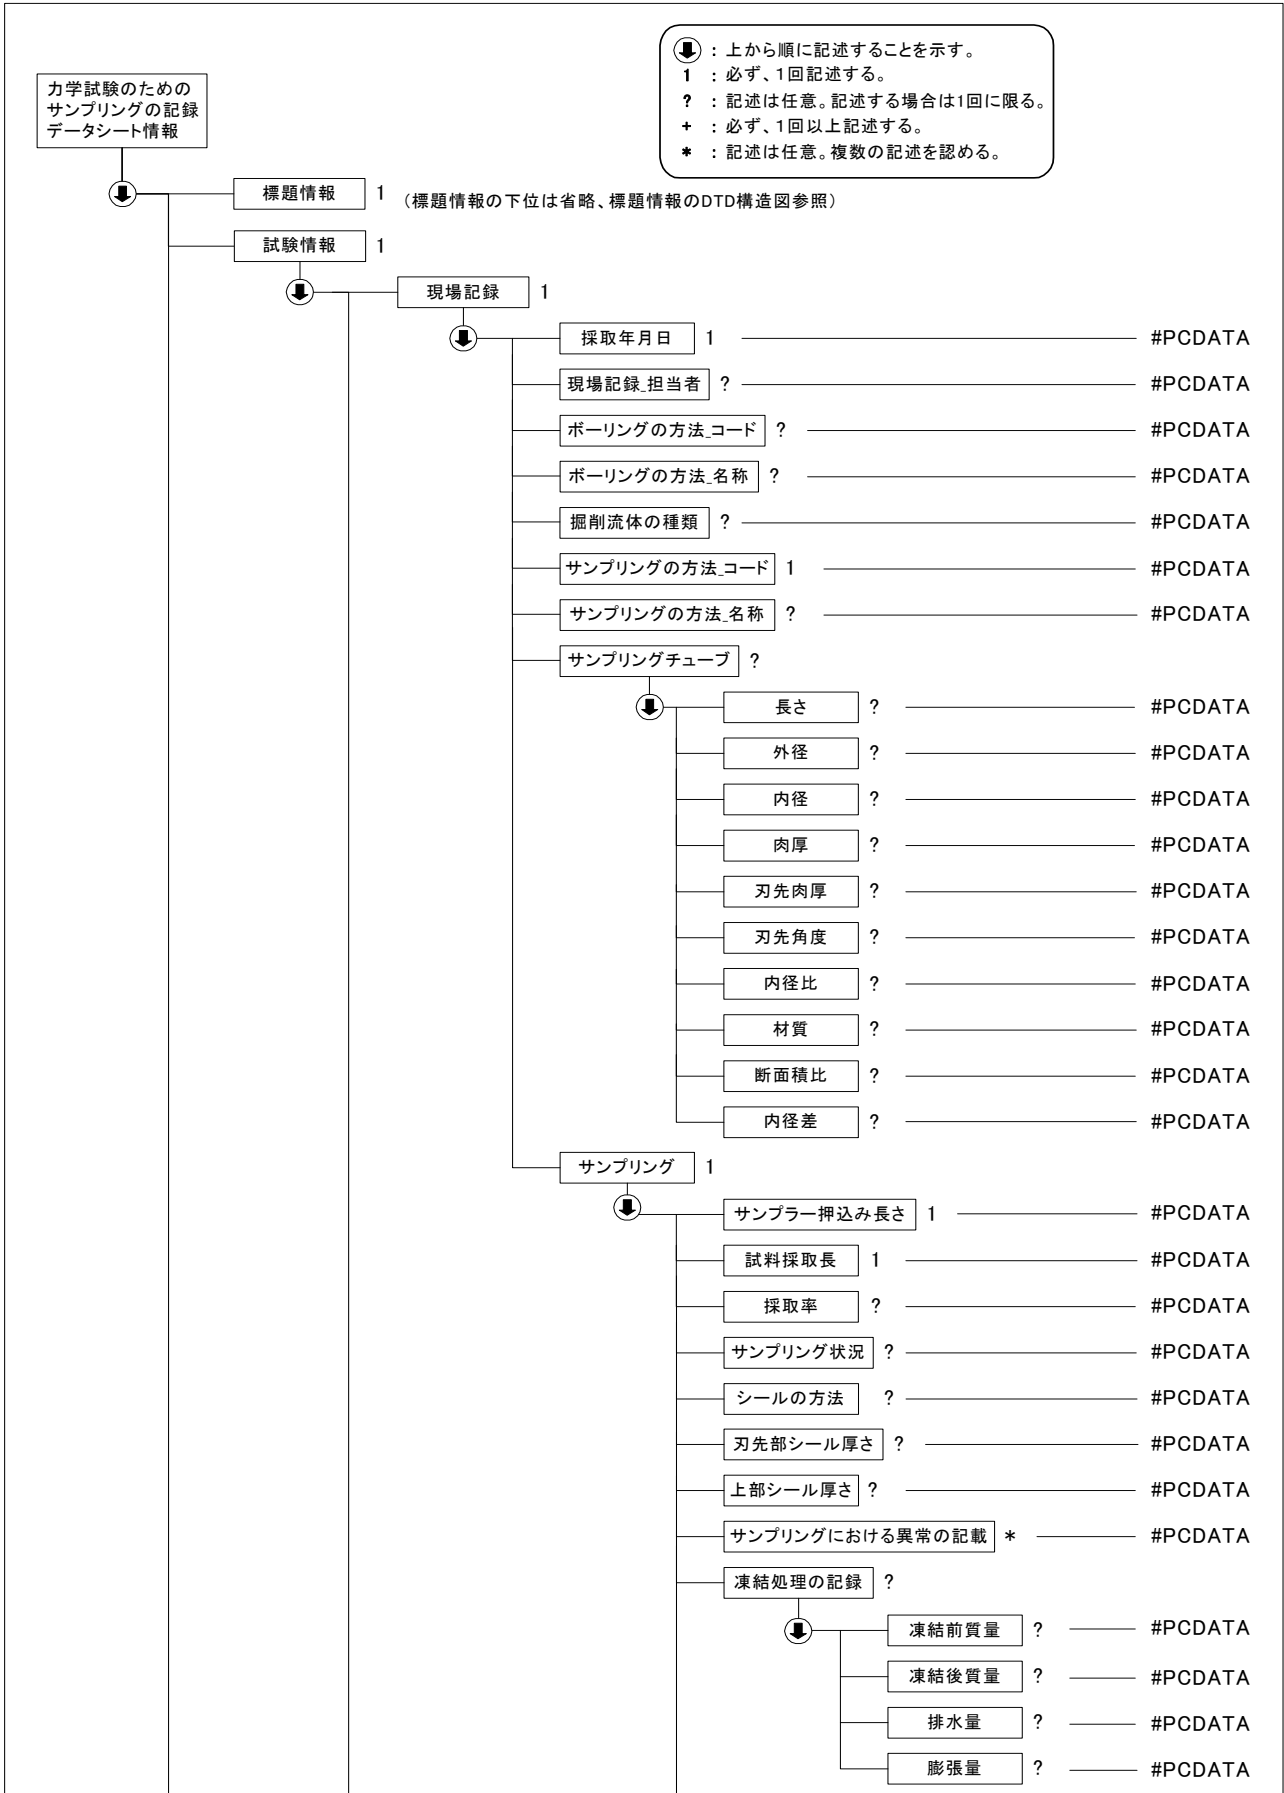 : 上から順に記述することを示す。
1 : 必ず、1回記述する。
? : 記述は任意。記述する場合は1回に限る。
+ : 必ず、1回以上記述する。
* : 記述は任意。複数の記述を認める。
力学試験のための
サンプリングの記録
データシート情報
標題情報 1 (標題情報の下位は省略、標題情報のDTD構造図参照)
試験情報 1
現場記録 1
採取年月日 1 #PCDATA
現場記録_担当者 ? #PCDATA
ボーリングの方法_コード ? #PCDATA
ボーリングの方法_名称 ? #PCDATA
掘削流体の種類 ? #PCDATA
サンプリングの方法_コード 1 #PCDATA
サンプリングの方法_名称 ? #PCDATA
サンプリングチューブ ?
長さ ? #PCDATA
外径 ? #PCDATA
内径 ? #PCDATA
肉厚 ? #PCDATA
刃先肉厚 ? #PCDATA
刃先角度 ? #PCDATA
内径比 ? #PCDATA
材質 ? #PCDATA
断面積比 ? #PCDATA
内径差 ? #PCDATA
サンプリング 1
サンプラー押込み長さ 1 #PCDATA
試料採取長 1 #PCDATA
採取率 ? #PCDATA
サンプリング状況 ? #PCDATA
シールの方法 ? #PCDATA
刃先部シール厚さ ? #PCDATA
上部シール厚さ ? #PCDATA
サンプリングにおける異常の記載 * #PCDATA
凍結処理の記録 ?
凍結前質量 ? #PCDATA
凍結後質量 ? #PCDATA
排水量 ? #PCDATA
膨張量 ? #PCDATA